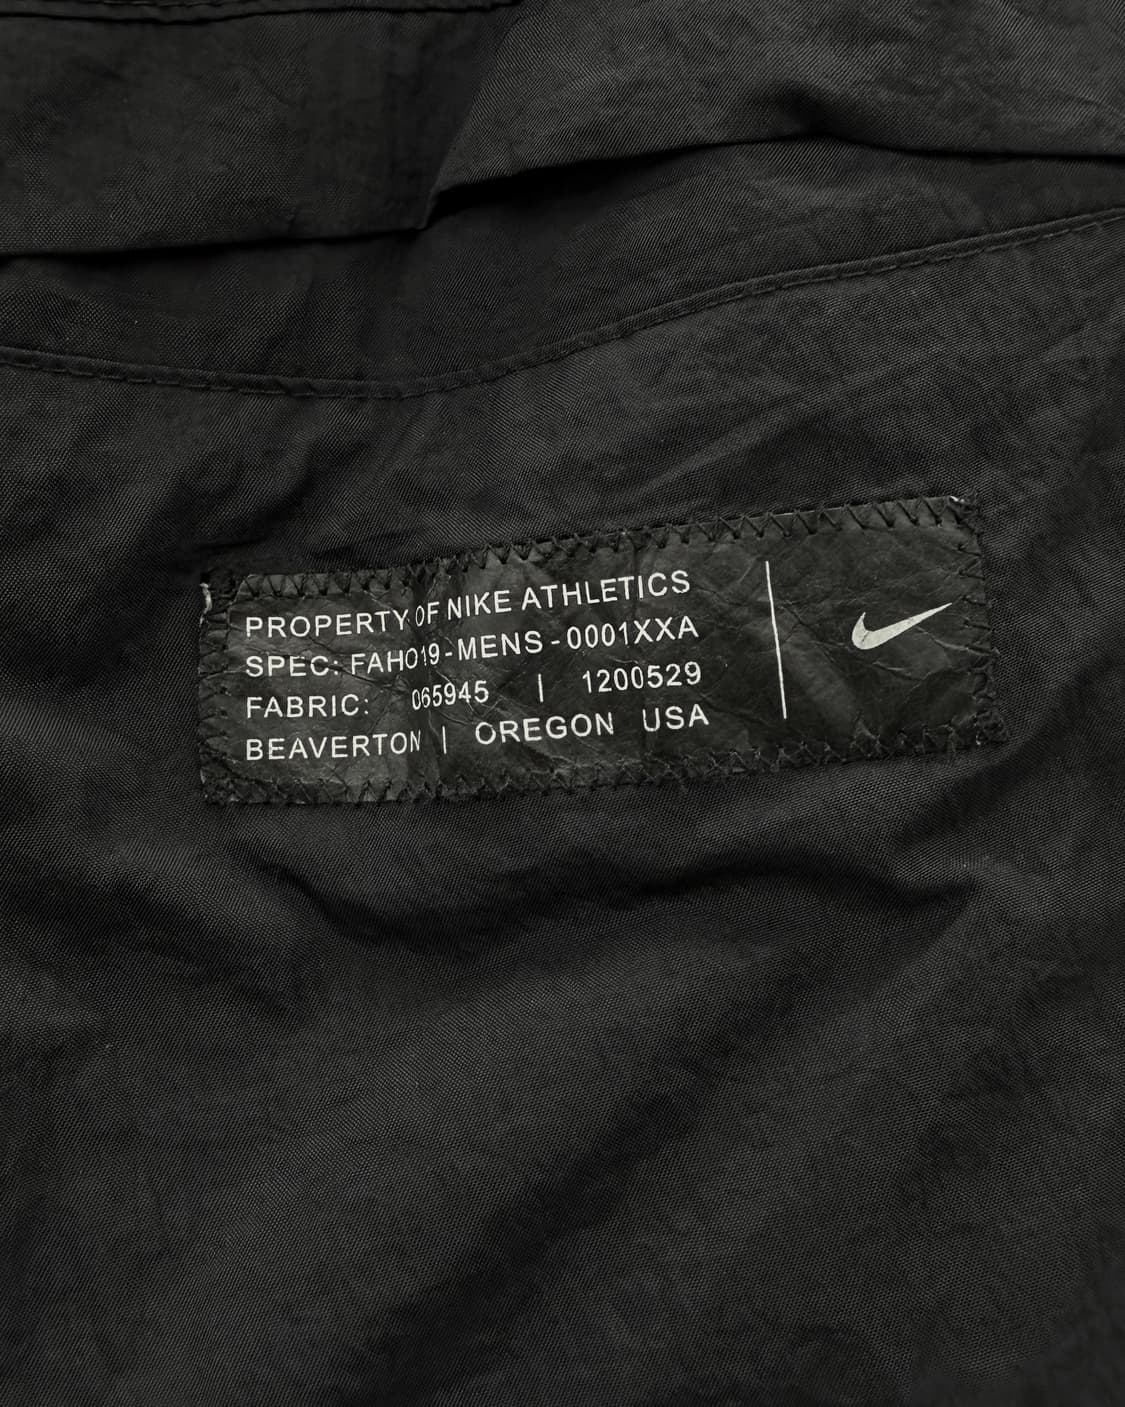 PROPERTY OF NIKE ATHLETICS
SPEC: FAHO19-MENS-0001XXA
FABRIC: 065945 | 1200529
BEAVERTON | OREGON USA